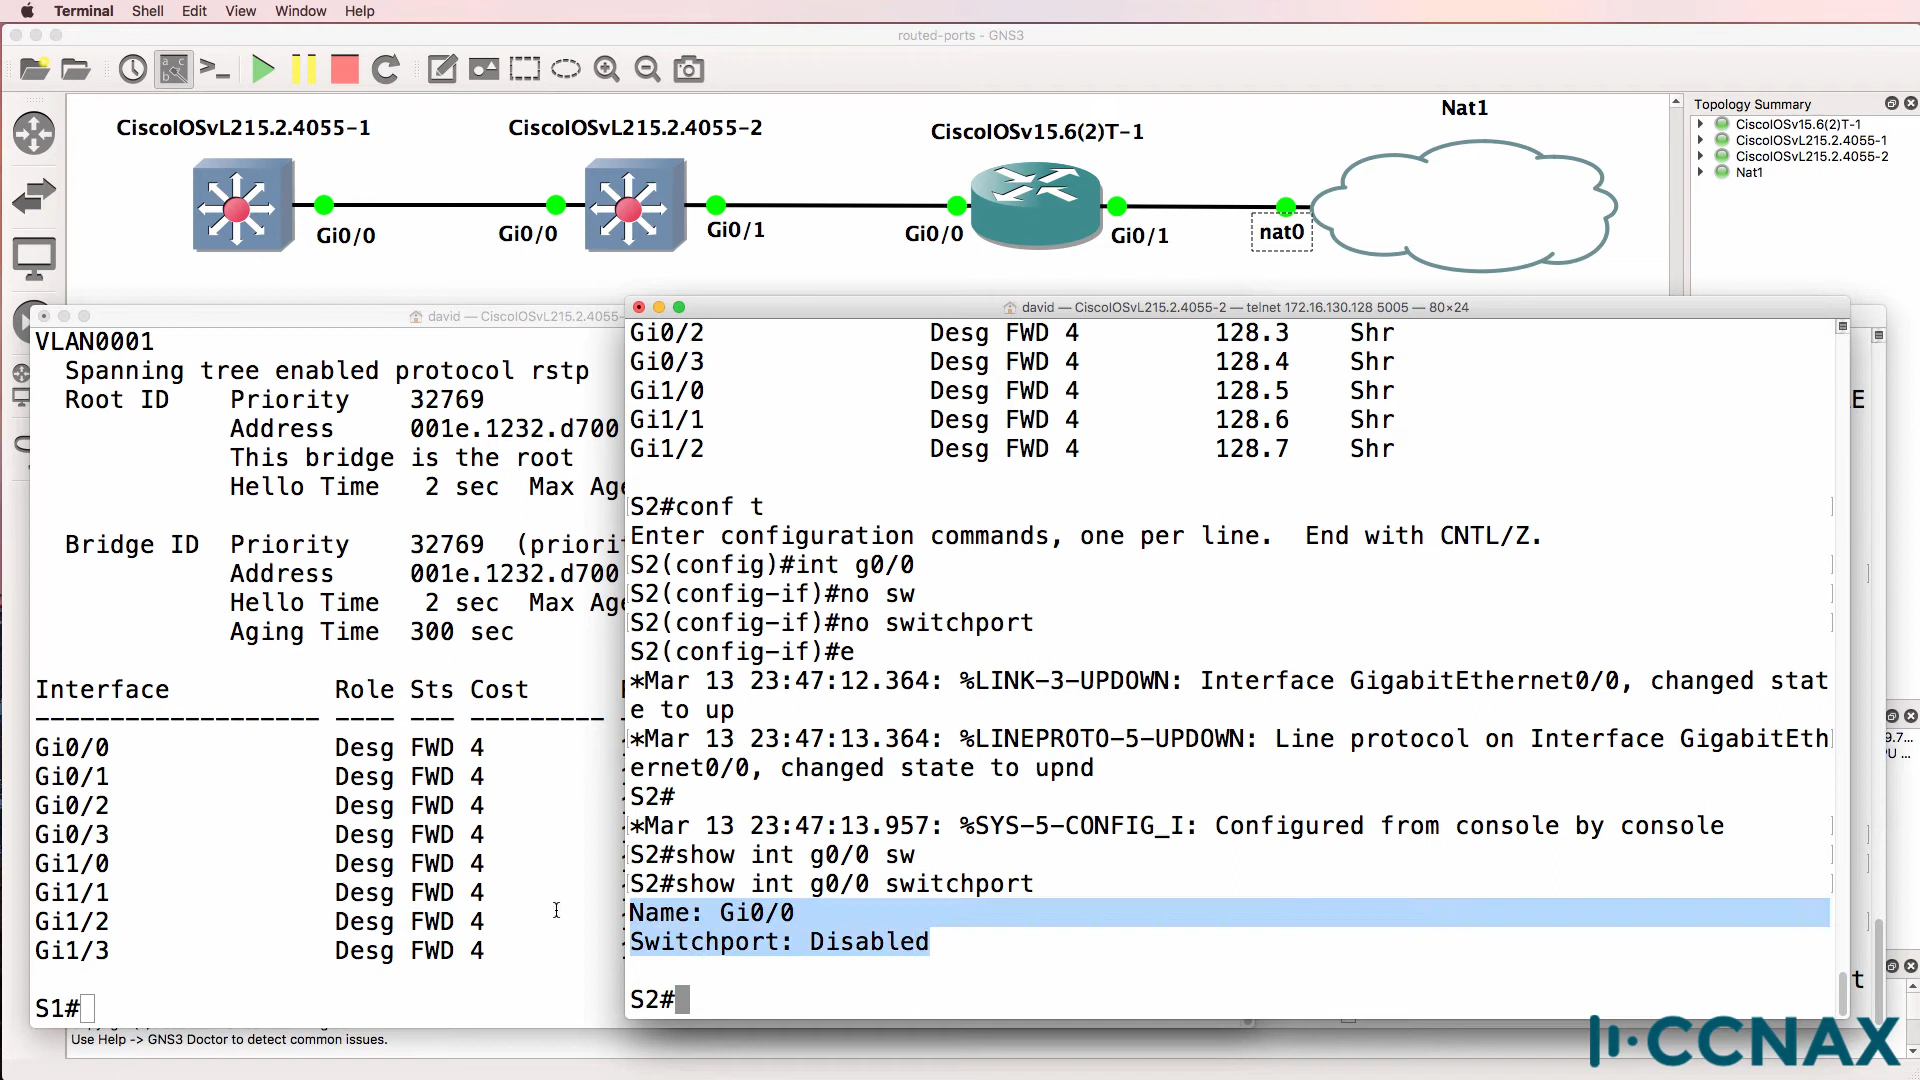 Terminal Shell Edit View Window Help
routed-ports - GNS3
CiscoIOSvL215.2.4055-1
CiscoIOSvL215.2.4055-2
CiscoIOSv15.6(2)T-1
Nat1
Gi0/0
Gi0/0
Gi0/1
Gi0/0
Gi0/1
nat0
Topology Summary
CiscoIOSv15.6(2)T-1
CiscoIOSvL215.2.4055-1
CiscoIOSvL215.2.4055-2
Nat1
david — CiscoIOSvL215.2.4055-
VLAN0001
Spanning tree enabled protocol rstp
Root ID Priority 32769
Address 001e.1232.d700
This bridge is the root
Hello Time 2 sec Max Age
Bridge ID Priority 32769 (priorit
Address 001e.1232.d700
Hello Time 2 sec Max Age
Aging Time 300 sec
Interface Role Sts Cost
------------------- ---- --- ---------
Gi0/0 Desg FWD 4
Gi0/1 Desg FWD 4
Gi0/2 Desg FWD 4
Gi0/3 Desg FWD 4
Gi1/0 Desg FWD 4
Gi1/1 Desg FWD 4
Gi1/2 Desg FWD 4
Gi1/3 Desg FWD 4
S1#
david — CiscoIOSvL215.2.4055-2 — telnet 172.16.130.128 5005 — 80×24
Gi0/2 Desg FWD 4 128.3 Shr
Gi0/3 Desg FWD 4 128.4 Shr
Gi1/0 Desg FWD 4 128.5 Shr
Gi1/1 Desg FWD 4 128.6 Shr
Gi1/2 Desg FWD 4 128.7 Shr
S2#conf t
Enter configuration commands, one per line. End with CNTL/Z.
S2(config)#int g0/0
S2(config-if)#no sw
S2(config-if)#no switchport
S2(config-if)#e
*Mar 13 23:47:12.364: %LINK-3-UPDOWN: Interface GigabitEthernet0/0, changed stat
e to up
*Mar 13 23:47:13.364: %LINEPROTO-5-UPDOWN: Line protocol on Interface GigabitEth
ernet0/0, changed state to upnd
S2#
*Mar 13 23:47:13.957: %SYS-5-CONFIG_I: Configured from console by console
S2#show int g0/0 sw
S2#show int g0/0 switchport
Name: Gi0/0
Switchport: Disabled
S2#
Use Help -> GNS3 Doctor to detect common issues.
CCNAX